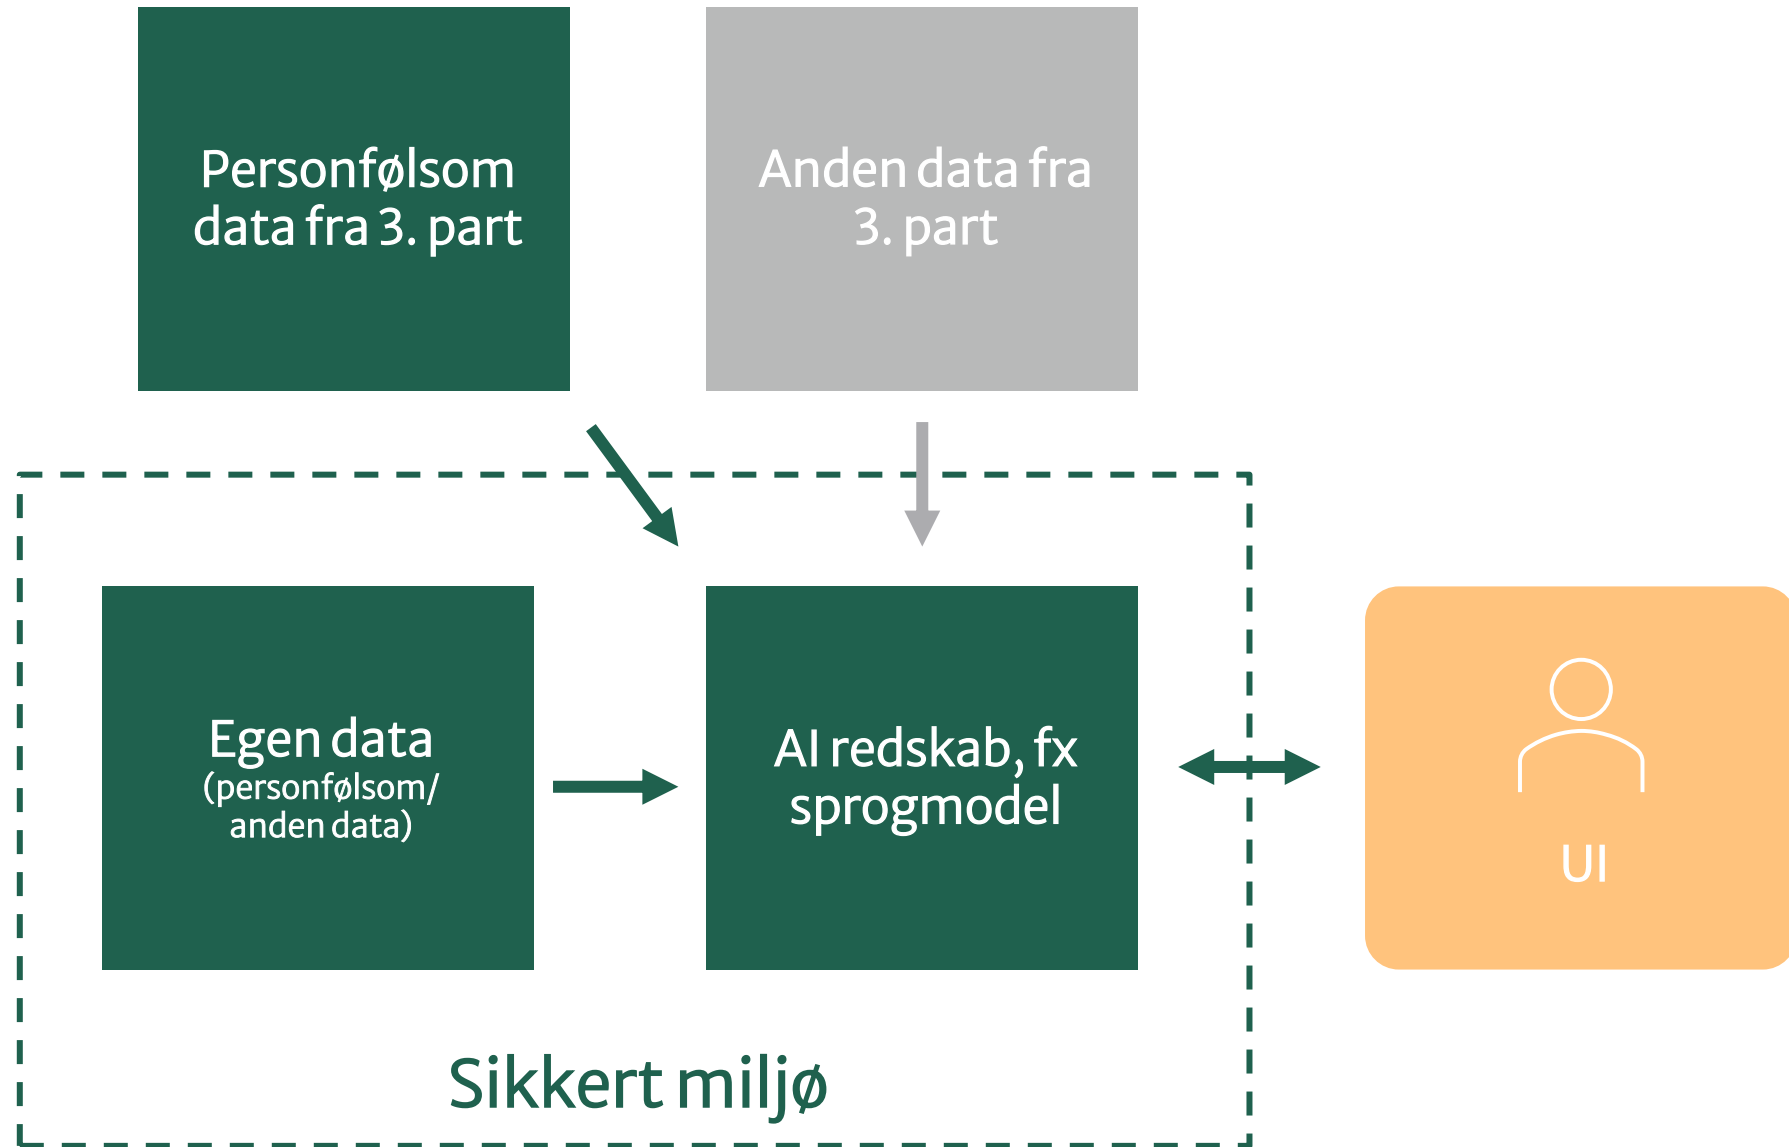 Personfølsom
data fra 3. part
Anden data fra
3. part
Egen data
(personfølsom/
anden data)
AI redskab, fx
sprogmodel
UI
Sikkert miljø